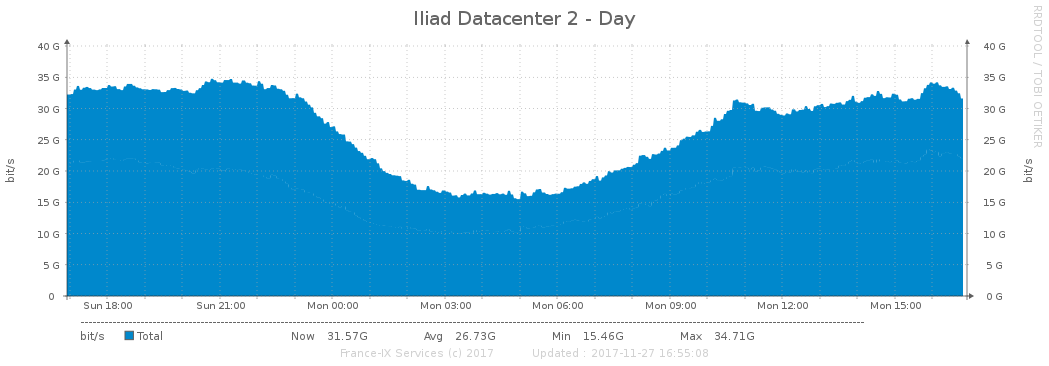 Iliad Datacenter 2 - Day
RRDTOOL / TOBI OETIKER
40 G 40 G
35 G 35 G
30 G 30 G
25 G 25 G
20 G 20 G
15 G 15 G
10 G 10 G
5 G 5 G
0 0 G
bit/s bit/s
Sun 18:00 Sun 21:00 Mon 00:00 Mon 03:00 Mon 06:00 Mon 09:00 Mon 12:00 Mon 15:00
bit/s Total Now 31.57G Avg 26.73G Min 15.46G Max 34.71G
France-IX Services (c) 2017 Updated : 2017-11-27 16:55:08